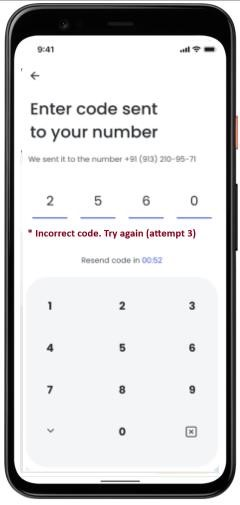 9:41
Enter code sent
to your number
We sent it to the number +91 (913) 210-95-71
2 5 6 0
* Incorrect code. Try again (attempt 3)
Resend code in 00:52
1 2 3
4 5 6
7 8 9
0